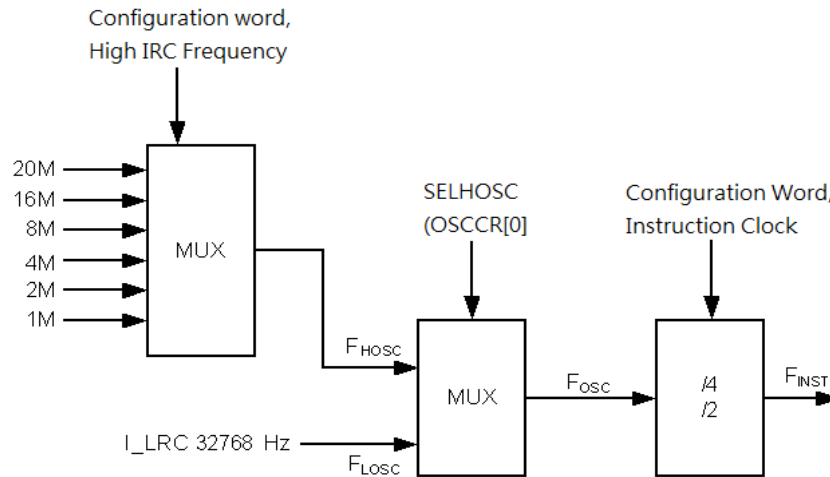 Configuration word,
High IRC Frequency
20M
16M
8M
4M
2M
1M
MUX
SELHOSC
(OSCCR[0]
Configuration Word,
Instruction Clock
FHOSC
MUX
FOSC
/4
/2
FINST
I_LRC 32768 Hz
FLOSC